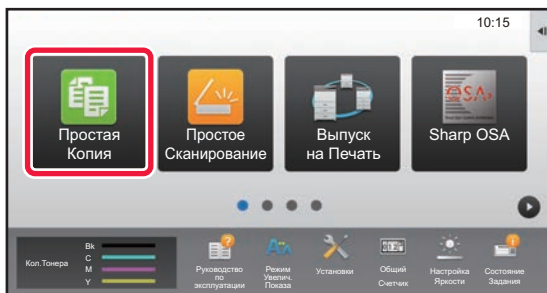 10:15
Простая
Копия
Простое
Сканирование
Выпуск
на Печать
OSA
Sharp OSA
Кол.Тонера
Bk
C
M
Y
Руководство
по
эксплуатации
Режим
Увелич.
Показа
Установки
Общий
Счетчик
Настройка
Яркости
Состояние
Задания